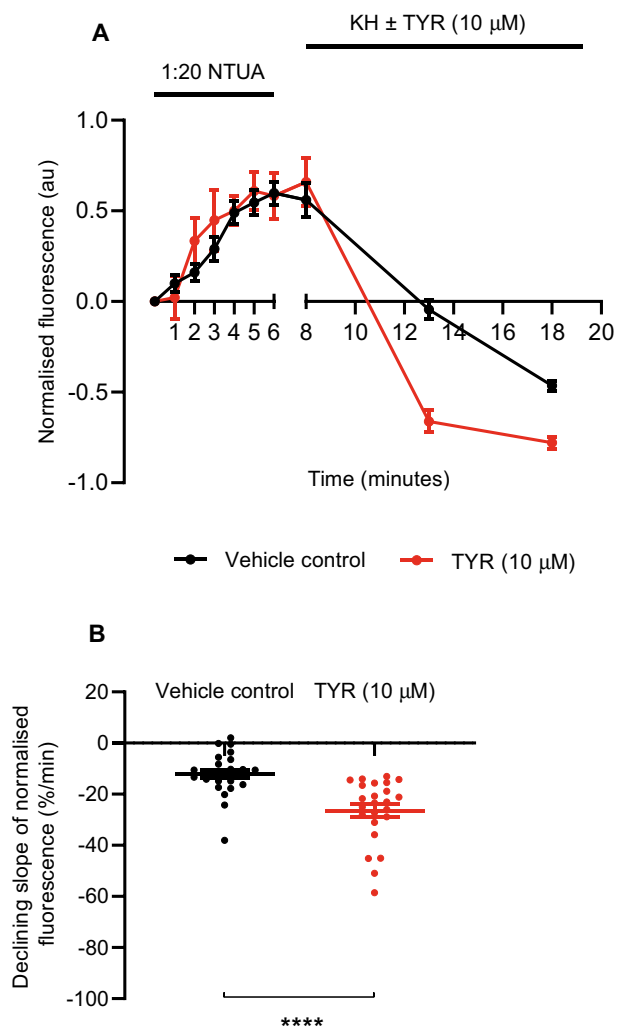 A
KH ± TYR (10 μM)
1:20 NTUA
Normalised fluorescence (au)
1.0
0.5
0.0
-0.5
-1.0
1 2 3 4 5 6 8 10 12 14 16 18 20
Time (minutes)
Vehicle control TYR (10 μM)
B
Declining slope of normalised
fluorescence (%/min)
Vehicle control TYR (10 μM)
20
0
-20
-40
-60
-80
-100
****